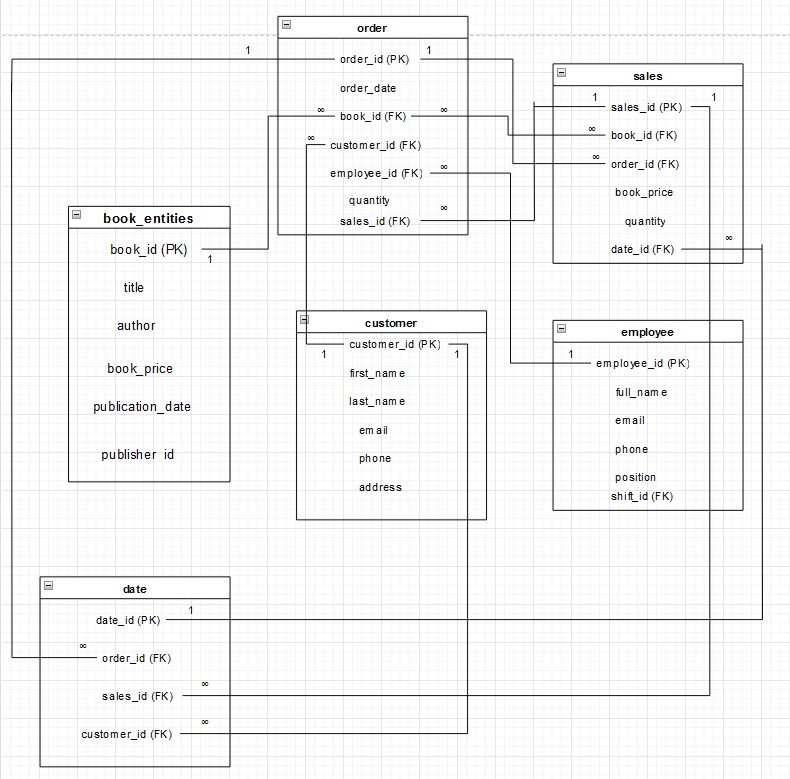 order
1
order_id (PK)
1
order_date
∞
book_id (FK)
∞
∞
customer_id (FK)
employee_id (FK)
∞
quantity
∞
sales_id (FK)
sales
1
sales_id (PK)
1
∞
book_id (FK)
∞
order_id (FK)
book_price
quantity
∞
date_id (FK)
book_entities
book_id (PK)
1
title
author
book_price
publication_date
publisher id
customer
customer_id (PK)
1
1
first_name
last_name
email
phone
address
employee
1
employee_id (PK)
full_name
email
phone
position
shift_id (FK)
date
1
date_id (PK)
∞
order_id (FK)
∞
sales_id (FK)
∞
customer_id (FK)